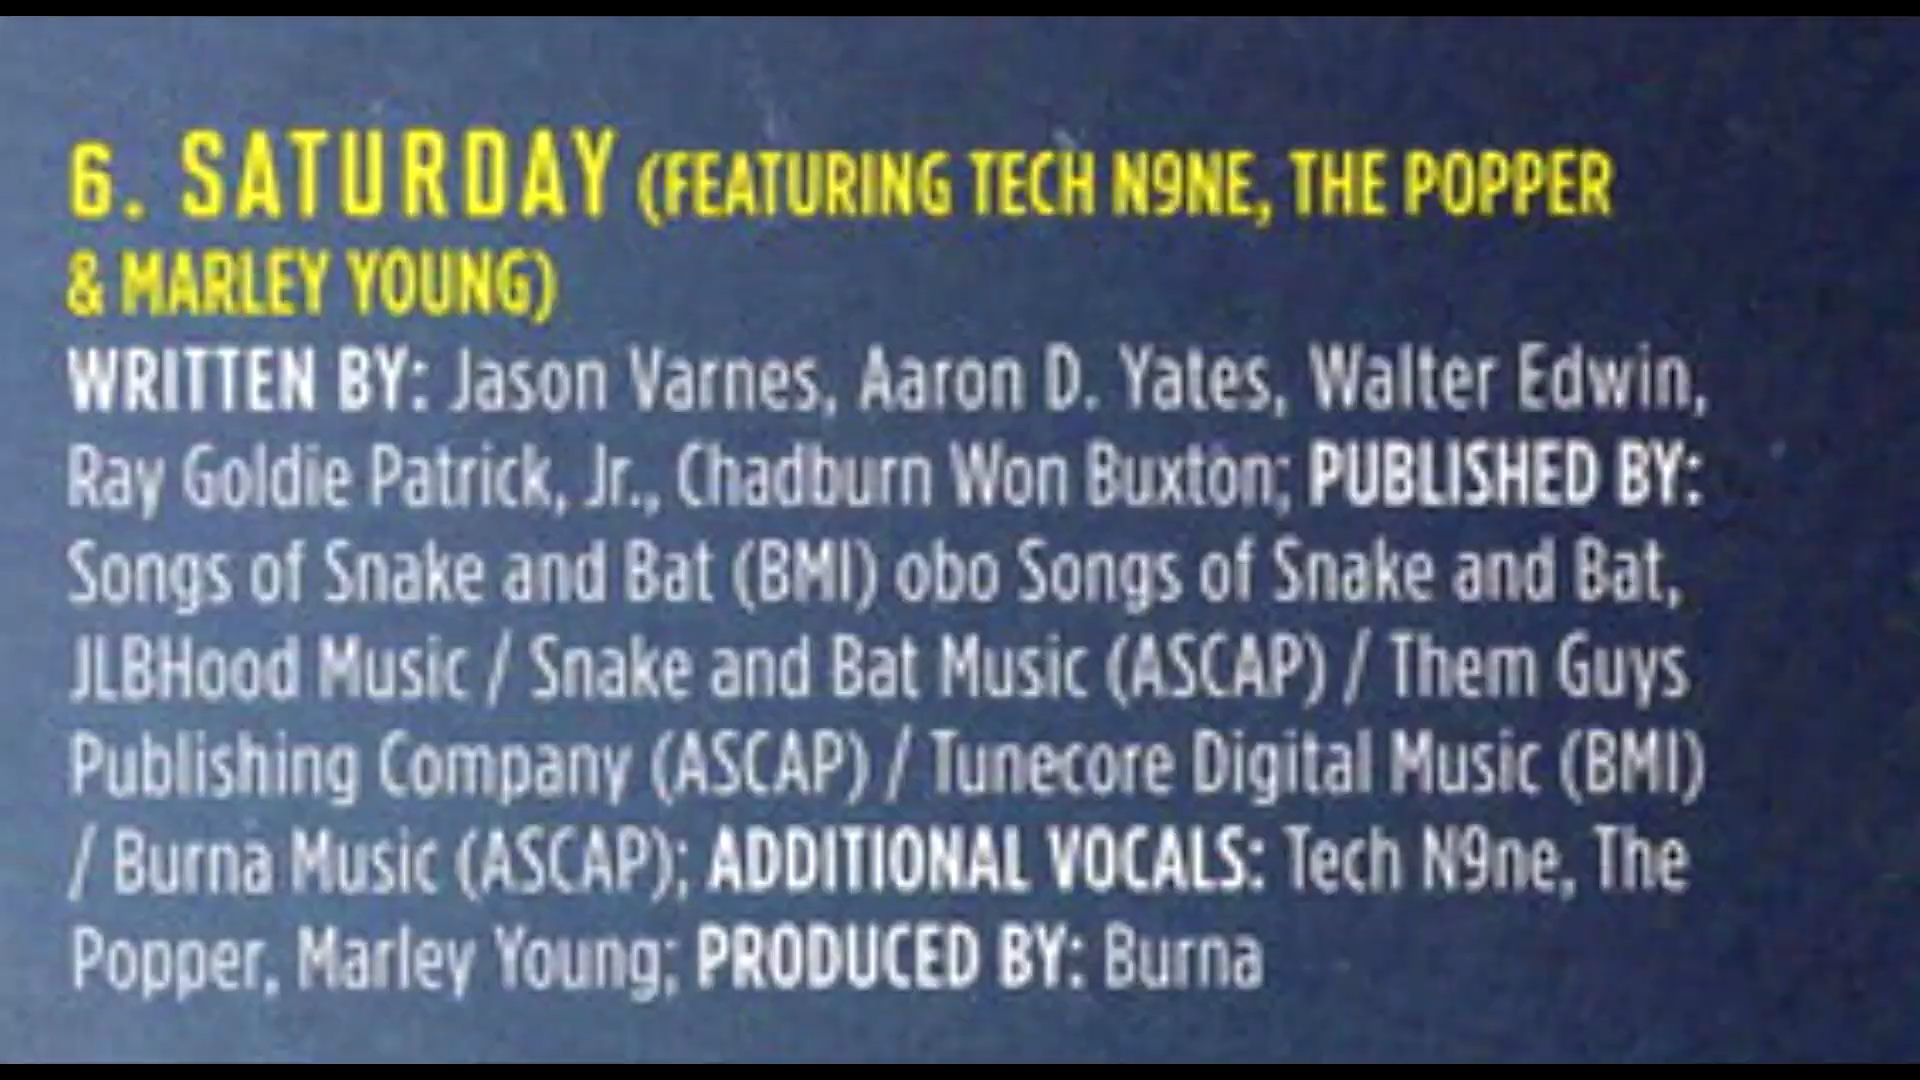 6. SATURDAY (FEATURING TECH N9NE, THE POPPER
& MARLEY YOUNG)
WRITTEN BY: Jason Varnes, Aaron D. Yates, Walter Edwin,
Ray Goldie Patrick, Jr., Chadburn Won Buxton; PUBLISHED BY:
Songs of Snake and Bat (BMI) obo Songs of Snake and Bat,
JLBHood Music / Snake and Bat Music (ASCAP) / Them Guys
Publishing Company (ASCAP) / Tunecore Digital Music (BMI)
/ Burna Music (ASCAP); ADDITIONAL VOCALS: Tech N9ne, The
Popper, Marley Young; PRODUCED BY: Burna